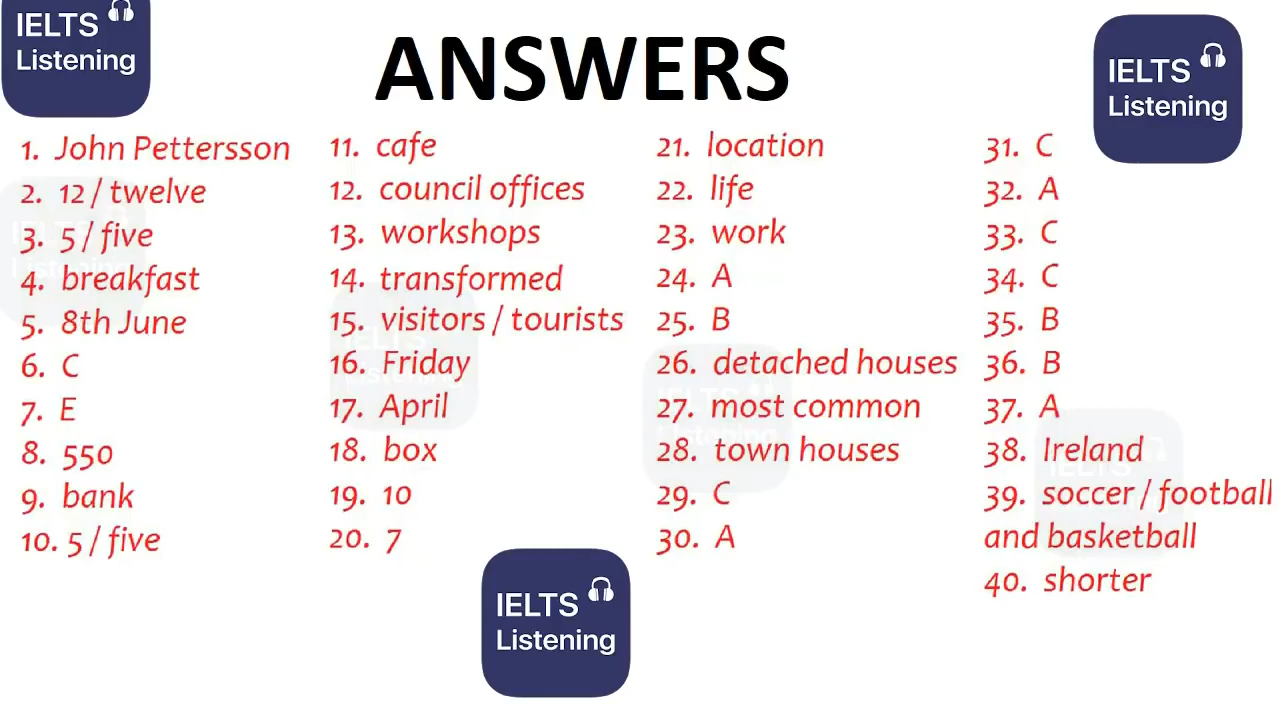 IELTS
Listening
ANSWERS
IELTS
Listening
1. John Pettersson
2. 12 / twelve
3. 5 / five
4. breakfast
5. 8th June
6. C
7. E
8. 550
9. bank
10. 5 / five
11. cafe
12. council offices
13. workshops
14. transformed
15. visitors / tourists
16. Friday
17. April
18. box
19. 10
20. 7
21. location
22. life
23. work
24. A
25. B
26. detached houses
27. most common
28. town houses
29. C
30. A
31. C
32. A
33. C
34. C
35. B
36. B
37. A
38. Ireland
39. soccer / football
and basketball
40. shorter
IELTS
Listening